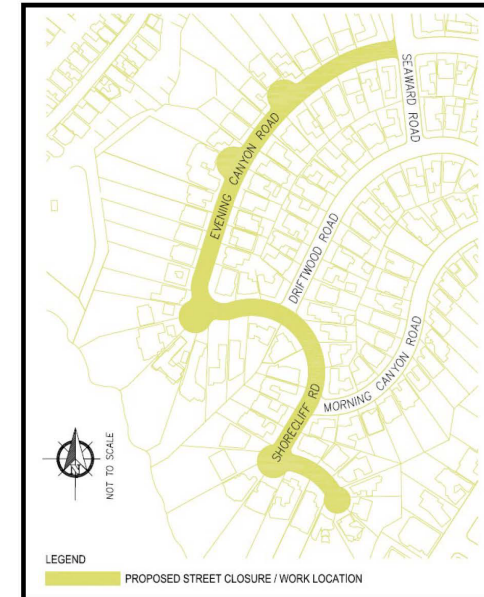 SEAWARD ROAD
EVENING CANYON ROAD
DRIFTWOOD ROAD
MORNING CANYON ROAD
SHORECLIFF RD
N
NOT TO SCALE
LEGEND
PROPOSED STREET CLOSURE / WORK LOCATION